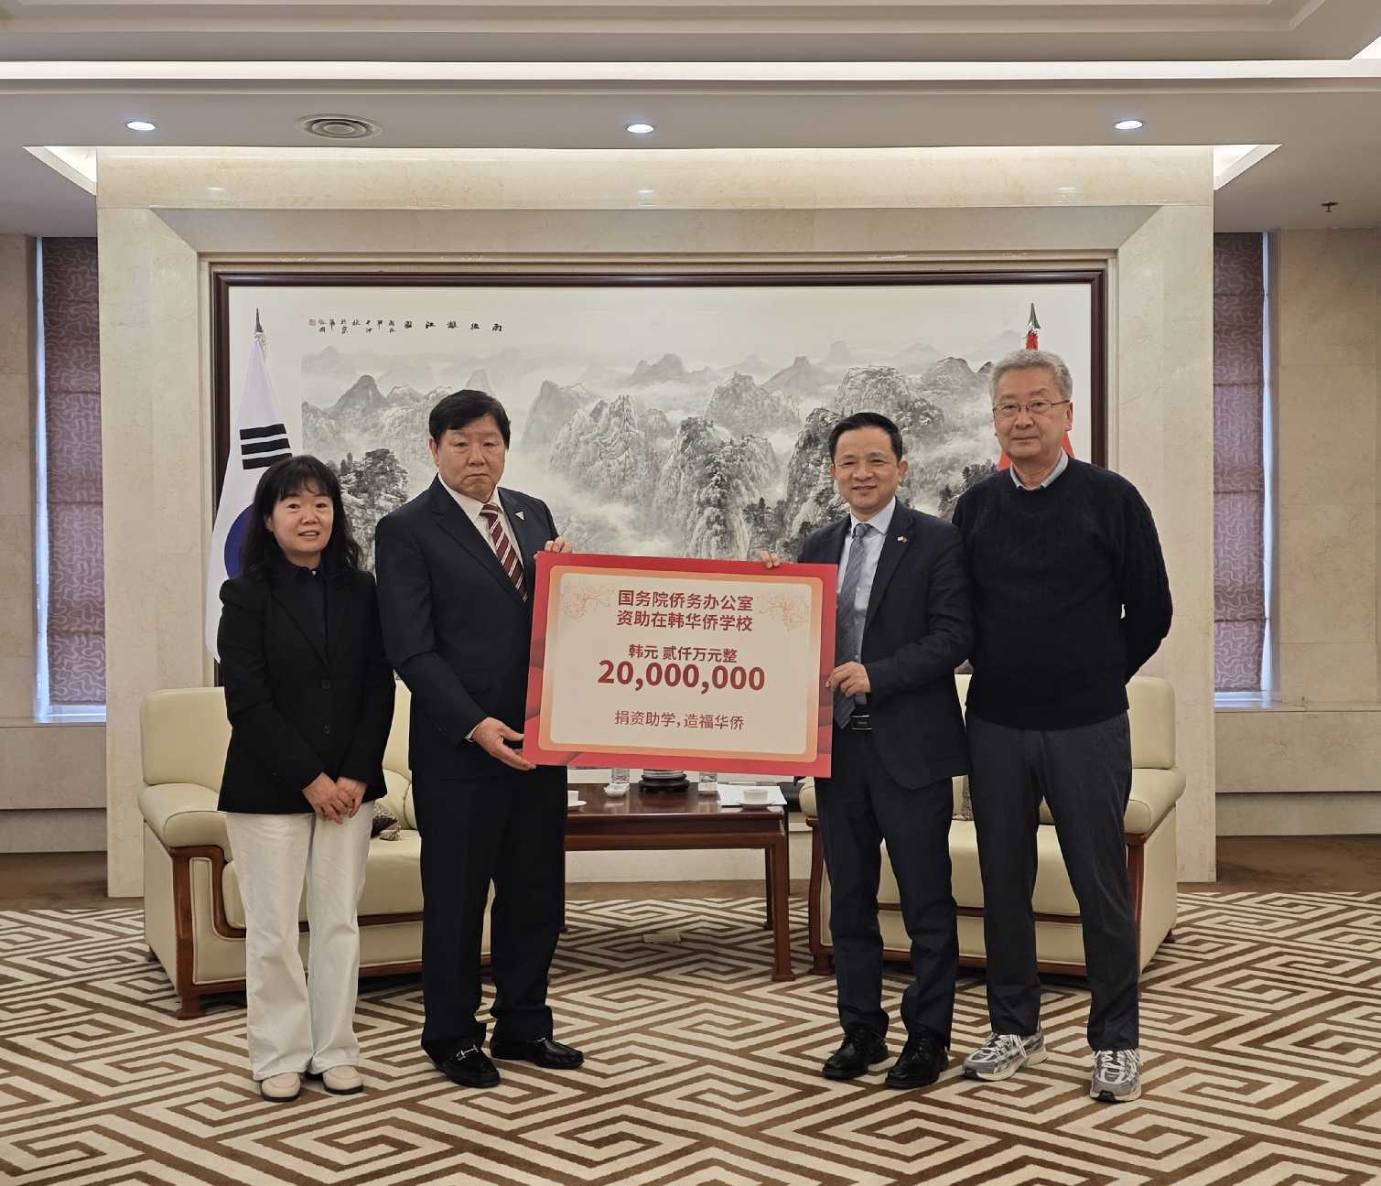 国务院侨务办公室
资助在韩华侨学校
韩元 贰仟万元整
20,000,000
捐资助学，造福华侨